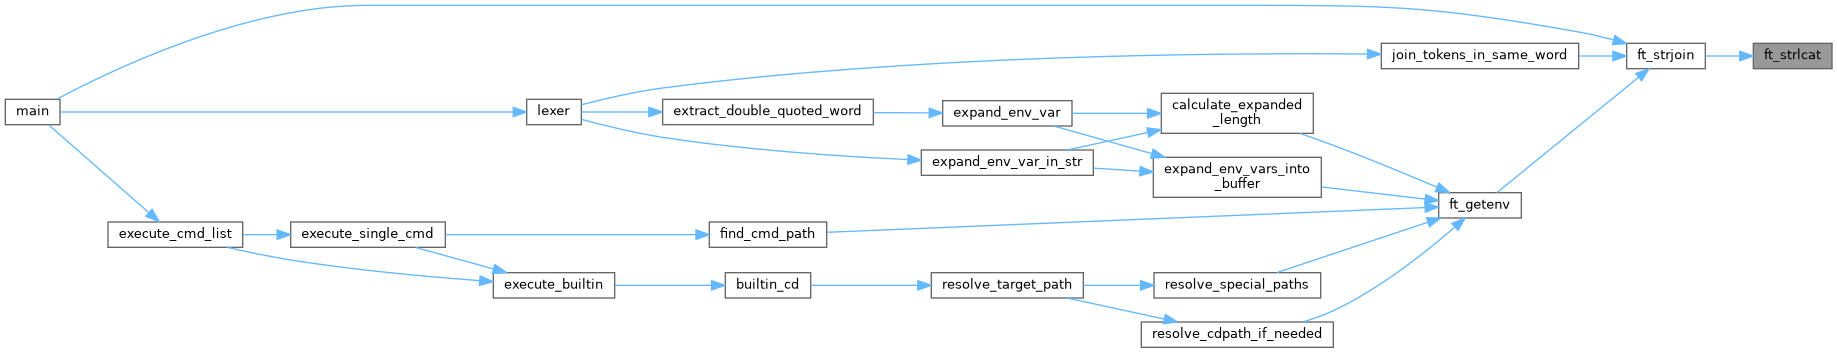 ft_strjoin
ft_strlcat
join_tokens_in_same_word
main
lexer
extract_double_quoted_word
expand_env_var
calculate_expanded
_length
expand_env_var_in_str
expand_env_vars_into
_buffer
ft_getenv
execute_cmd_list
execute_single_cmd
find_cmd_path
execute_builtin
builtin_cd
resolve_target_path
resolve_special_paths
resolve_cdpath_if_needed